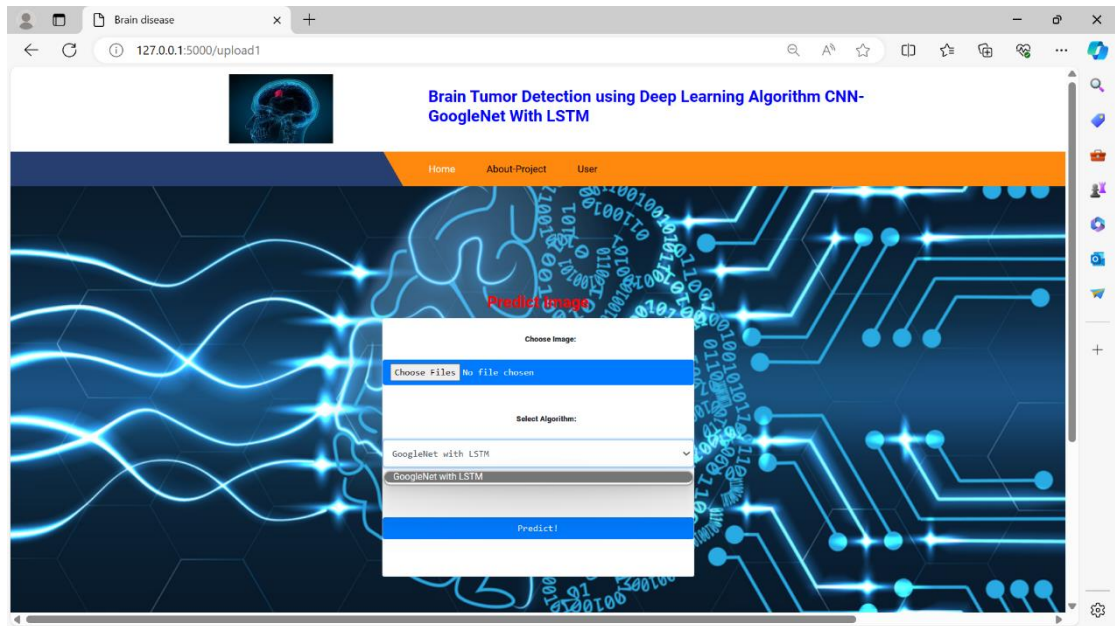 Brain disease
127.0.0.1:5000/upload1
Brain Tumor Detection using Deep Learning Algorithm CNN-
GoogleNet With LSTM
Home About-Project User
Predict Image
Choose Image:
Choose Files No file chosen
Select Algorithm:
GoogleNet with LSTM
GoogleNet with LSTM
Predict!